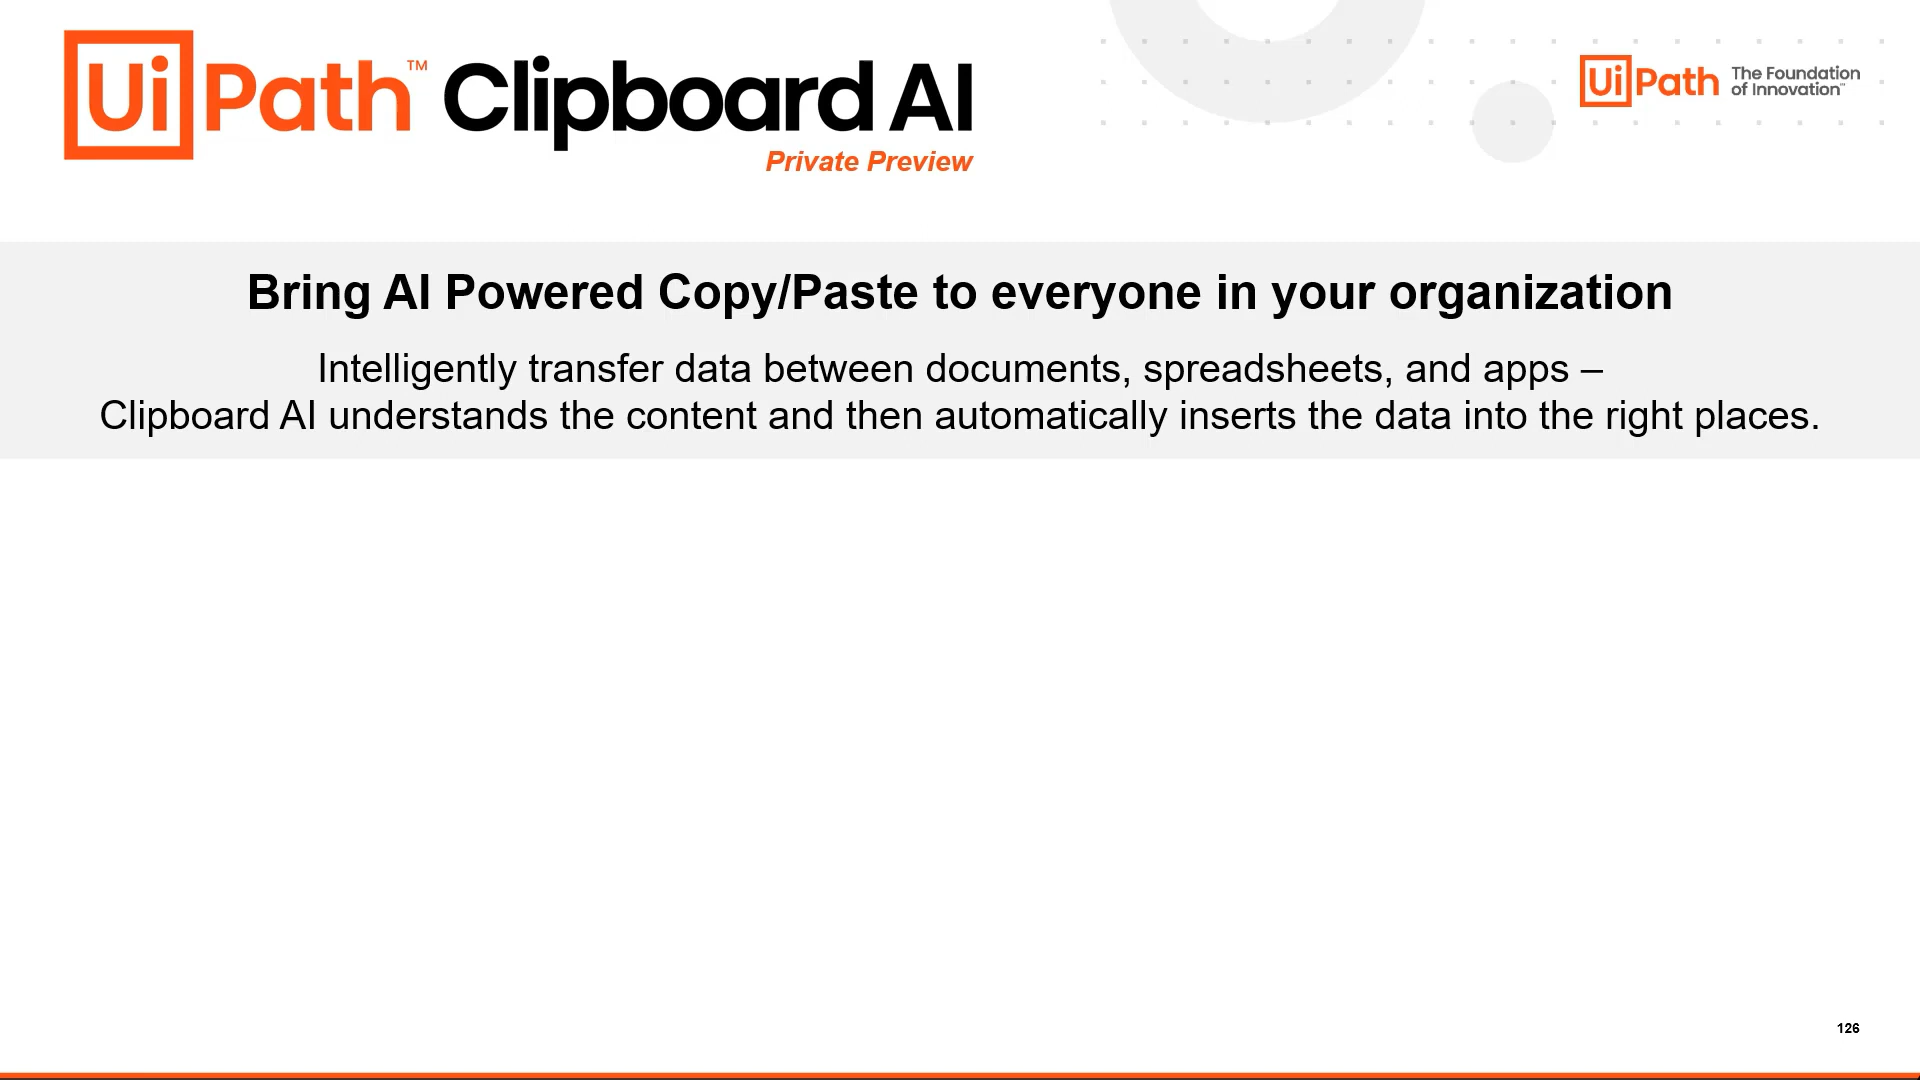 UiPath™ Clipboard AI
Private Preview
UiPath The Foundation
of Innovation™
Bring AI Powered Copy/Paste to everyone in your organization
Intelligently transfer data between documents, spreadsheets, and apps –
Clipboard AI understands the content and then automatically inserts the data into the right places.
126